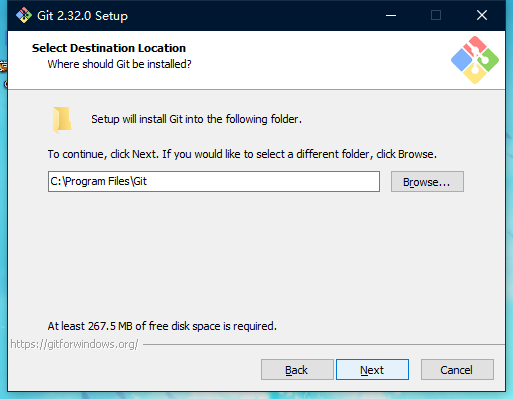 Git 2.32.0 Setup
Select Destination Location
Where should Git be installed?
Setup will install Git into the following folder.
To continue, click Next. If you would like to select a different folder, click Browse.
C:\Program Files\Git
Browse...
At least 267.5 MB of free disk space is required.
https://gitforwindows.org/
Back
Next
Cancel